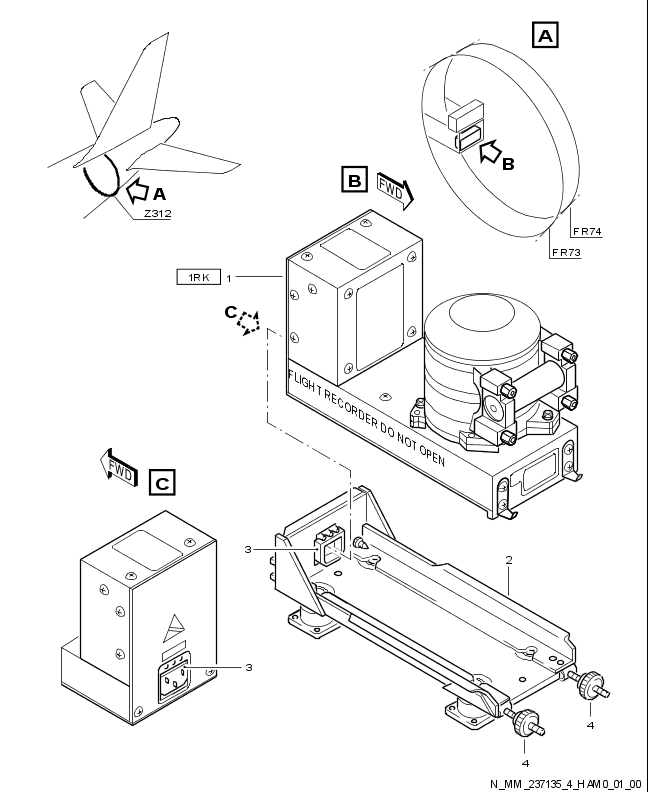 A
A
Z312
B
B
FWD
FR74
FR73
1RK 1
C
FLIGHT RECORDER DO NOT OPEN
FWD
C
3
2
3
4
4
N_MM_237135_4_HAM0_01_00